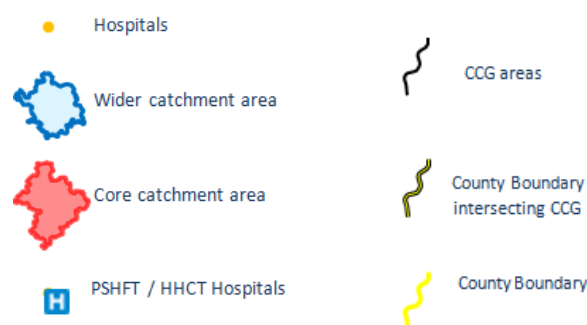 Hospitals
Wider catchment area
Core catchment area
H
PSHFT / HHCT Hospitals
CCG areas
County Boundary
intersecting CCG
County Boundary